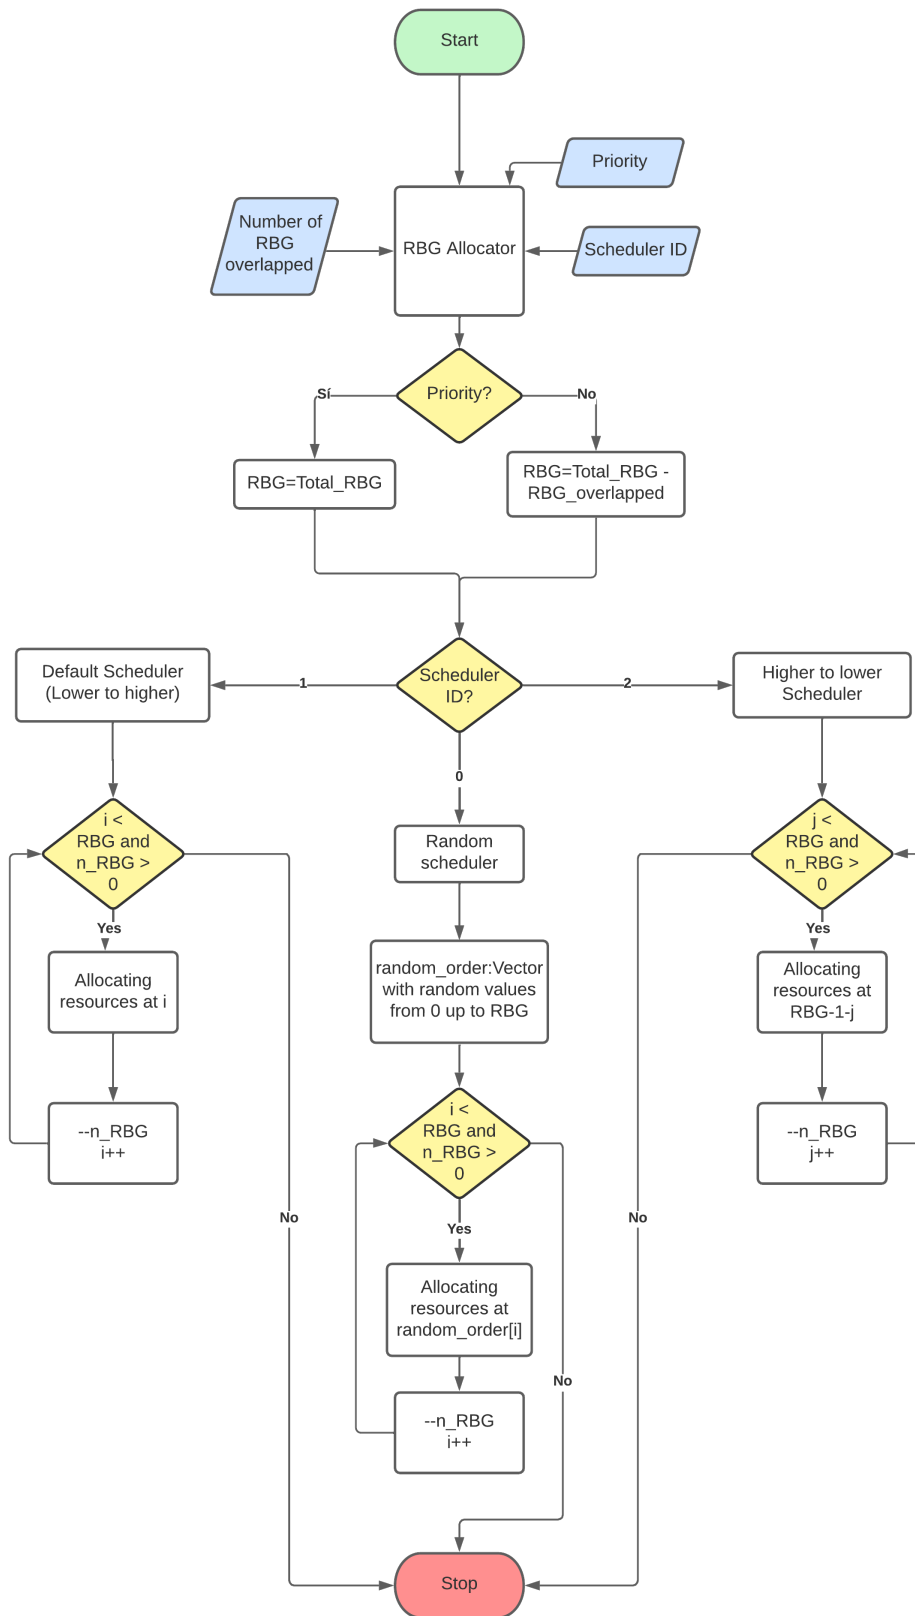 Start
Priority
Number of
RBG
overlapped
RBG Allocator
Scheduler ID
Priority?
Sí
No
RBG=Total_RBG
RBG=Total_RBG -
RBG_overlapped
Default Scheduler
(Lower to higher)
1
Scheduler
ID?
2
Higher to lower
Scheduler
0
i <
RBG and
n_RBG >
0
Random
scheduler
j <
RBG and
n_RBG >
0
Yes
Yes
Allocating
resources at i
random_order:Vector
with random values
from 0 up to RBG
Allocating
resources at
RBG-1-j
--n_RBG
i++
i <
RBG and
n_RBG >
0
--n_RBG
j++
No
Yes
No
Allocating
resources at
random_order[i]
No
--n_RBG
i++
Stop